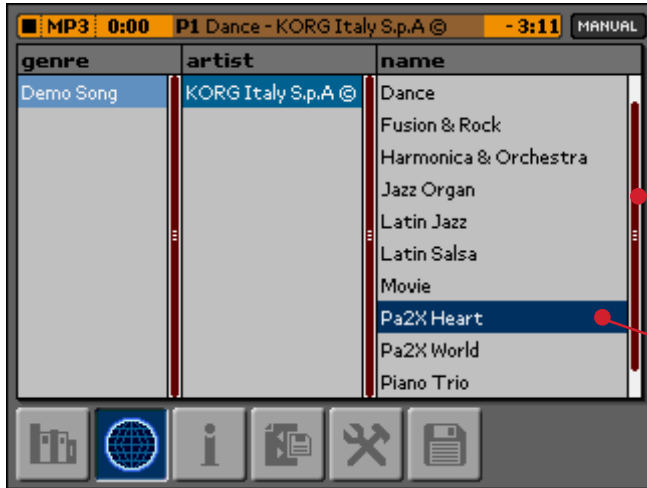 MP3 0:00 P1 Dance - KORG Italy S.p.A © - 3:11 MANUAL
genre artist name
Demo Song KORG Italy S.p.A © Dance
Fusion & Rock
Harmonica & Orchestra
Jazz Organ
Latin Jazz
Latin Salsa
Movie
Pa2X Heart
Pa2X World
Piano Trio